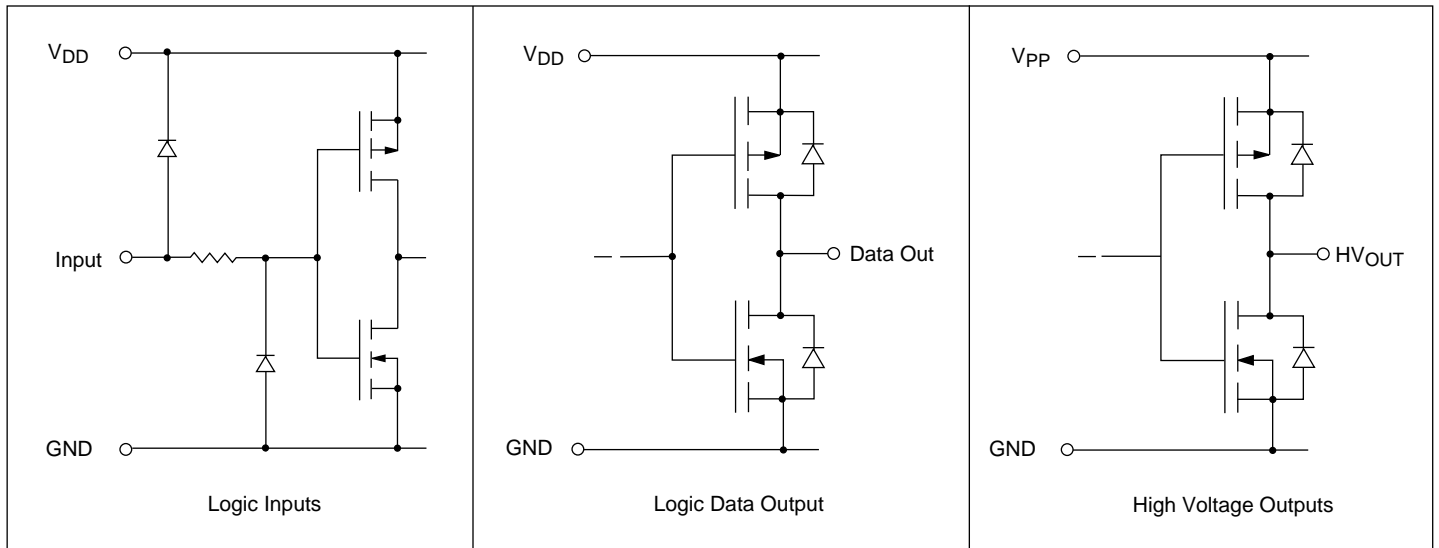 VDD
Input
GND
Logic Inputs
VDD
Data Out
GND
Logic Data Output
VPP
HVOUT
GND
High Voltage Outputs